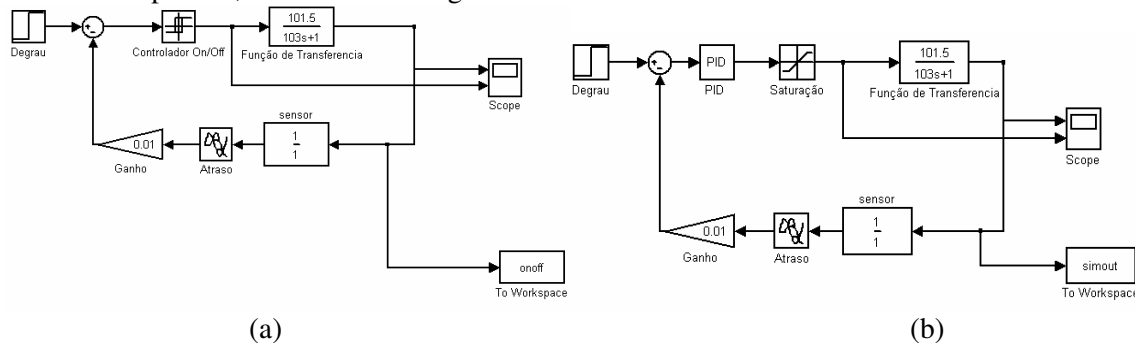 Degrau
Controlador On/Off
101.5
103s+1
Função de Transferencia
Scope
sensor
1
1
0.01
Ganho
Atraso
onoff
To Workspace
(a)
Degrau
PID
PID
Saturação
101.5
103s+1
Função de Transferencia
Scope
sensor
1
1
0.01
Ganho
Atraso
simout
To Workspace
(b)